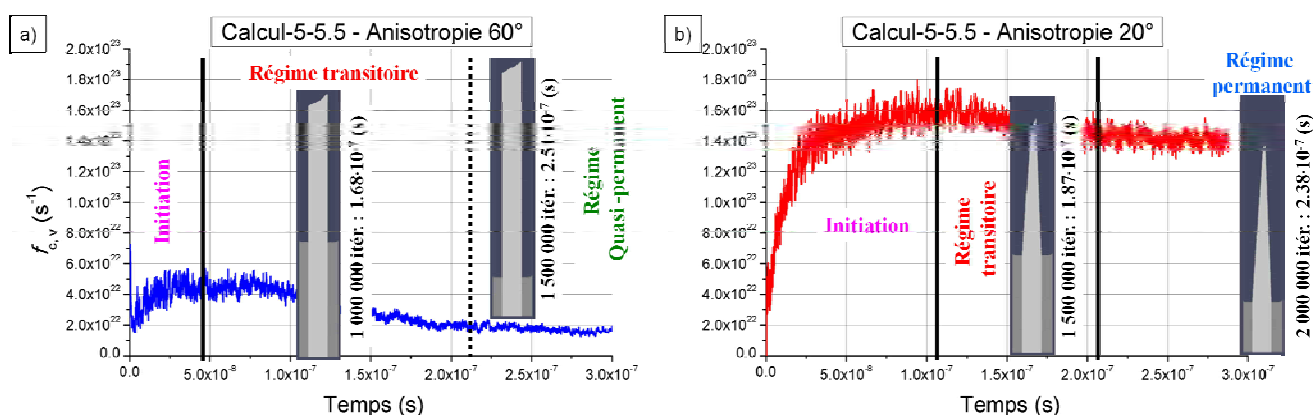 a)
Calcul-5-5.5 - Anisotropie 60°
2.0x10²³
1.8x10²³
1.6x10²³
1.4x10²³
1.2x10²³
1.0x10²³
8.0x10²²
6.0x10²²
4.0x10²²
2.0x10²²
0.0
f c,v (s⁻¹)
Initiation
Régime transitoire
1 000 000 itér. : 1.68·10⁻⁷ (s)
1 500 000 itér. : 2.51·10⁻⁷ (s)
Régime
Quasi-permanent
0.0
5.0x10⁻⁸
1.0x10⁻⁷
1.5x10⁻⁷
2.0x10⁻⁷
2.5x10⁻⁷
3.0x10⁻⁷
Temps (s)
b)
Calcul-5-5.5 - Anisotropie 20°
2.0x10²³
1.8x10²³
1.6x10²³
1.4x10²³
1.2x10²³
1.0x10²³
8.0x10²²
6.0x10²²
4.0x10²²
2.0x10²²
0.0
Initiation
Régime
transitoire
1 500 000 itér. : 1.87·10⁻⁷ (s)
Régime
permanent
2 000 000 itér. : 2.38·10⁻⁷ (s)
0.0
5.0x10⁻⁸
1.0x10⁻⁷
1.5x10⁻⁷
2.0x10⁻⁷
2.5x10⁻⁷
3.0x10⁻⁷
Temps (s)